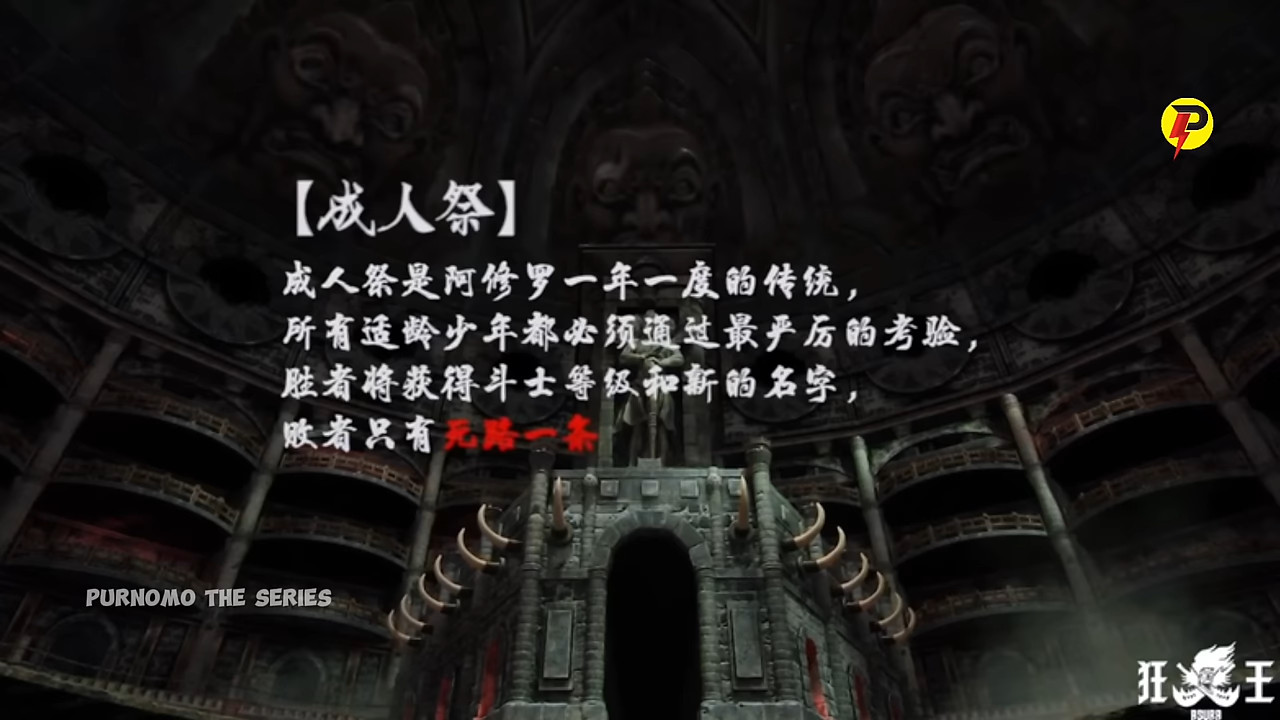 【成人祭】
成人祭是阿修罗一年一度的传统，
所有适龄少年都必须通过最严厉的考验，
胜者将获得斗士等级和新的名字，
败者只有死路一条
PURNOMO THE SERIES
狂王
ASURA